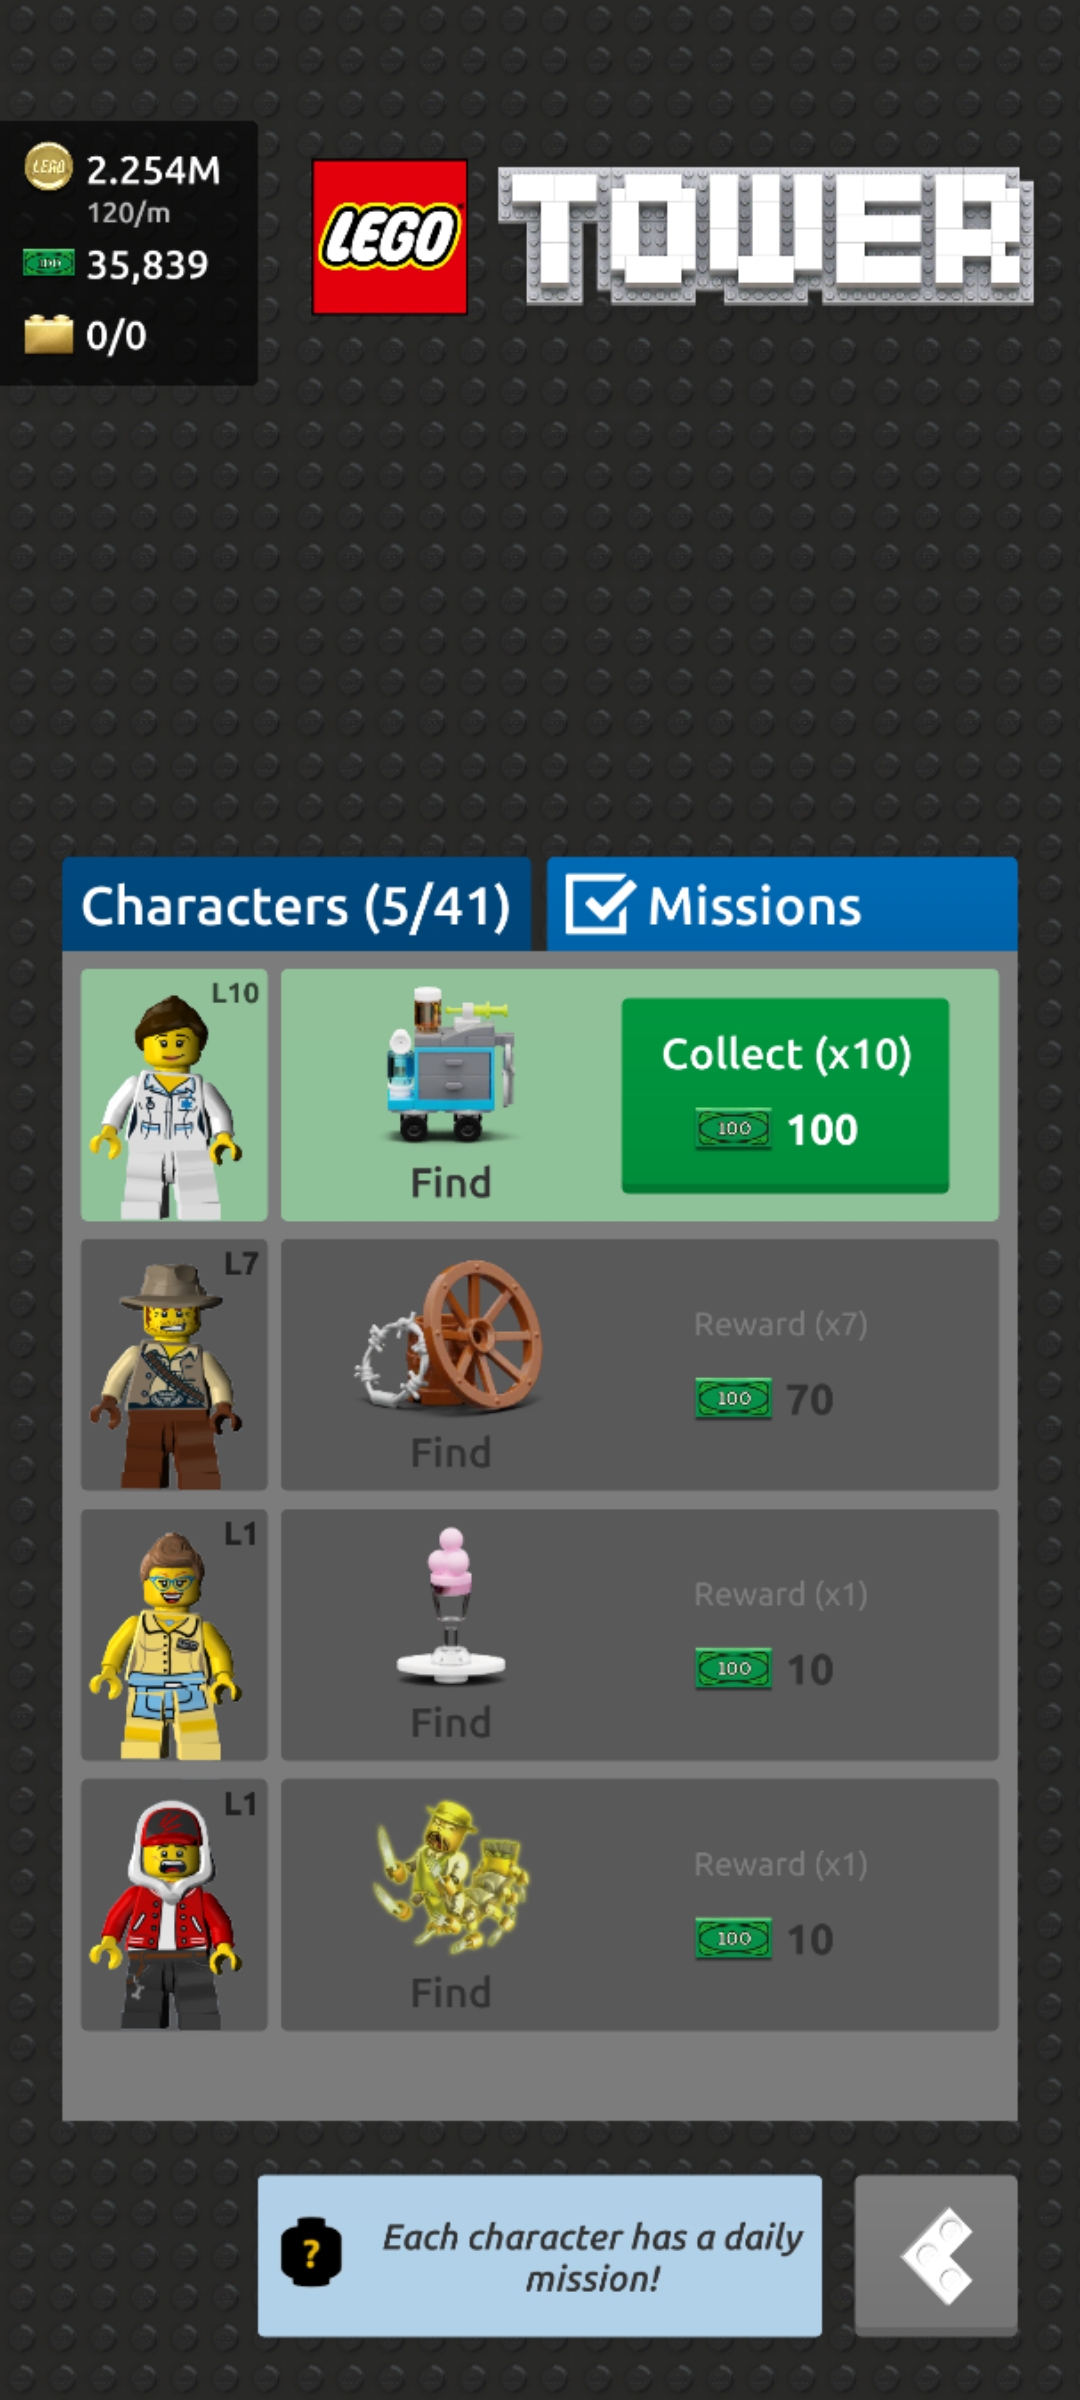 LEGO
2.254M
120/m
100
35,839
0/0
LEGO
TOWER
Characters (5/41)
Missions
L10
Find
Collect (x10)
100
100
L7
Find
Reward (x7)
100
70
L1
Find
Reward (x1)
100
10
L1
Find
Reward (x1)
100
10
?
Each character has a daily
mission!